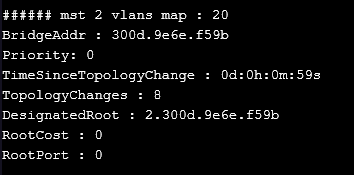 ###### mst 2 vlans map : 20
BridgeAddr : 300d.9e6e.f59b
Priority: 0
TimeSinceTopologyChange : 0d:0h:0m:59s
TopologyChanges : 8
DesignatedRoot : 2.300d.9e6e.f59b
RootCost : 0
RootPort : 0